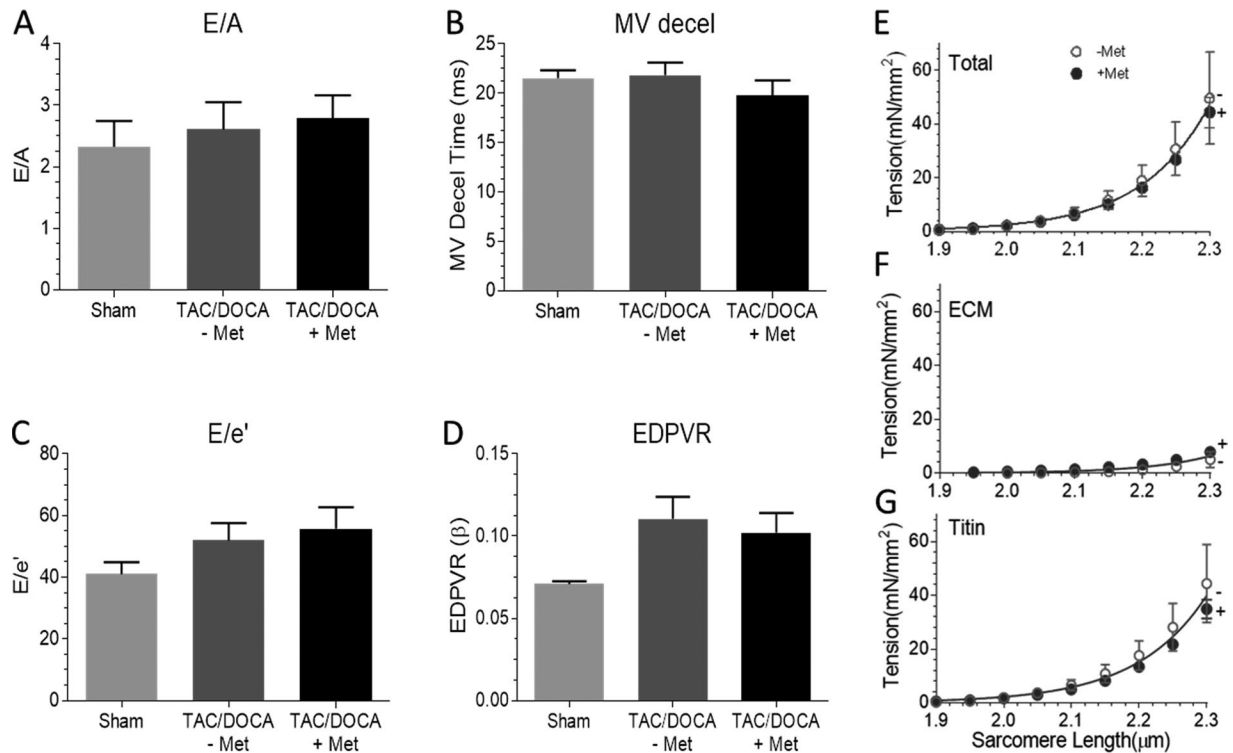 A
E/A
E/A
4
3
2
1
0
Sham
TAC/DOCA
- Met
TAC/DOCA
+ Met
B
MV decel
MV Decel Time (ms)
25
20
15
10
5
0
Sham
TAC/DOCA
- Met
TAC/DOCA
+ Met
C
E/e'
E/e'
80
60
40
20
0
Sham
TAC/DOCA
- Met
TAC/DOCA
+ Met
D
EDPVR
EDPVR (β)
0.15
0.10
0.05
0.00
Sham
TAC/DOCA
- Met
TAC/DOCA
+ Met
E
Total
-Met
+Met
Tension(mN/mm²)
60
40
20
0
-
+
1.9 2.0 2.1 2.2 2.3
F
ECM
Tension(mN/mm²)
60
40
20
0
+
-
1.9 2.0 2.1 2.2 2.3
G
Titin
Tension(mN/mm²)
60
40
20
0
-
+
1.9 2.0 2.1 2.2 2.3
Sarcomere Length(μm)